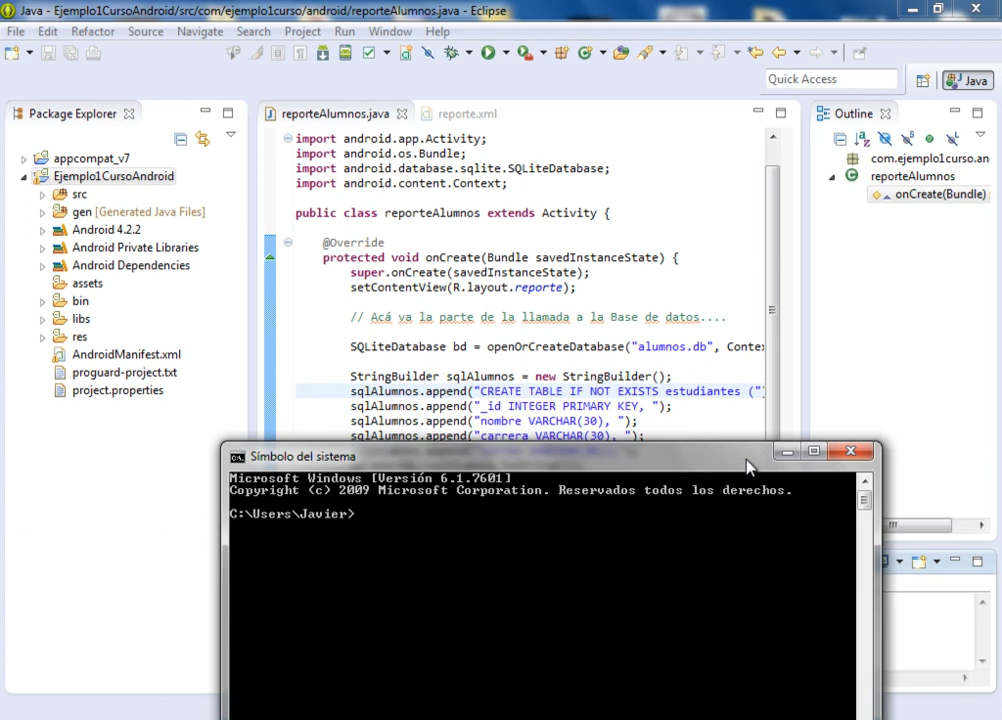 Java - Ejemplo1CursoAndroid/src/com/ejemplo1curso/android/reporteAlumnos.java - Eclipse
File Edit Refactor Source Navigate Search Project Run Window Help
Quick Access
Java
Package Explorer
appcompat_v7
Ejemplo1CursoAndroid
src
gen [Generated Java Files]
Android 4.2.2
Android Private Libraries
Android Dependencies
assets
bin
libs
res
AndroidManifest.xml
proguard-project.txt
project.properties
reporteAlumnos.java
reporte.xml
import android.app.Activity;
import android.os.Bundle;
import android.database.sqlite.SQLiteDatabase;
import android.content.Context;
public class reporteAlumnos extends Activity {
@Override
protected void onCreate(Bundle savedInstanceState) {
super.onCreate(savedInstanceState);
setContentView(R.layout.reporte);
// Acá va la parte de la llamada a la Base de datos....
SQLiteDatabase bd = openOrCreateDatabase("alumnos.db", Contex
StringBuilder sqlAlumnos = new StringBuilder();
sqlAlumnos.append("CREATE TABLE IF NOT EXISTS estudiantes (")
sqlAlumnos.append("_id INTEGER PRIMARY KEY, ");
sqlAlumnos.append("nombre VARCHAR(30), ");
sqlAlumnos.append("carrera VARCHAR(30), ");
Outline
com.ejemplo1curso.an
reporteAlumnos
onCreate(Bundle)
Símbolo del sistema
Microsoft Windows [Versión 6.1.7601]
Copyright (c) 2009 Microsoft Corporation. Reservados todos los derechos.
C:\Users\Javier>